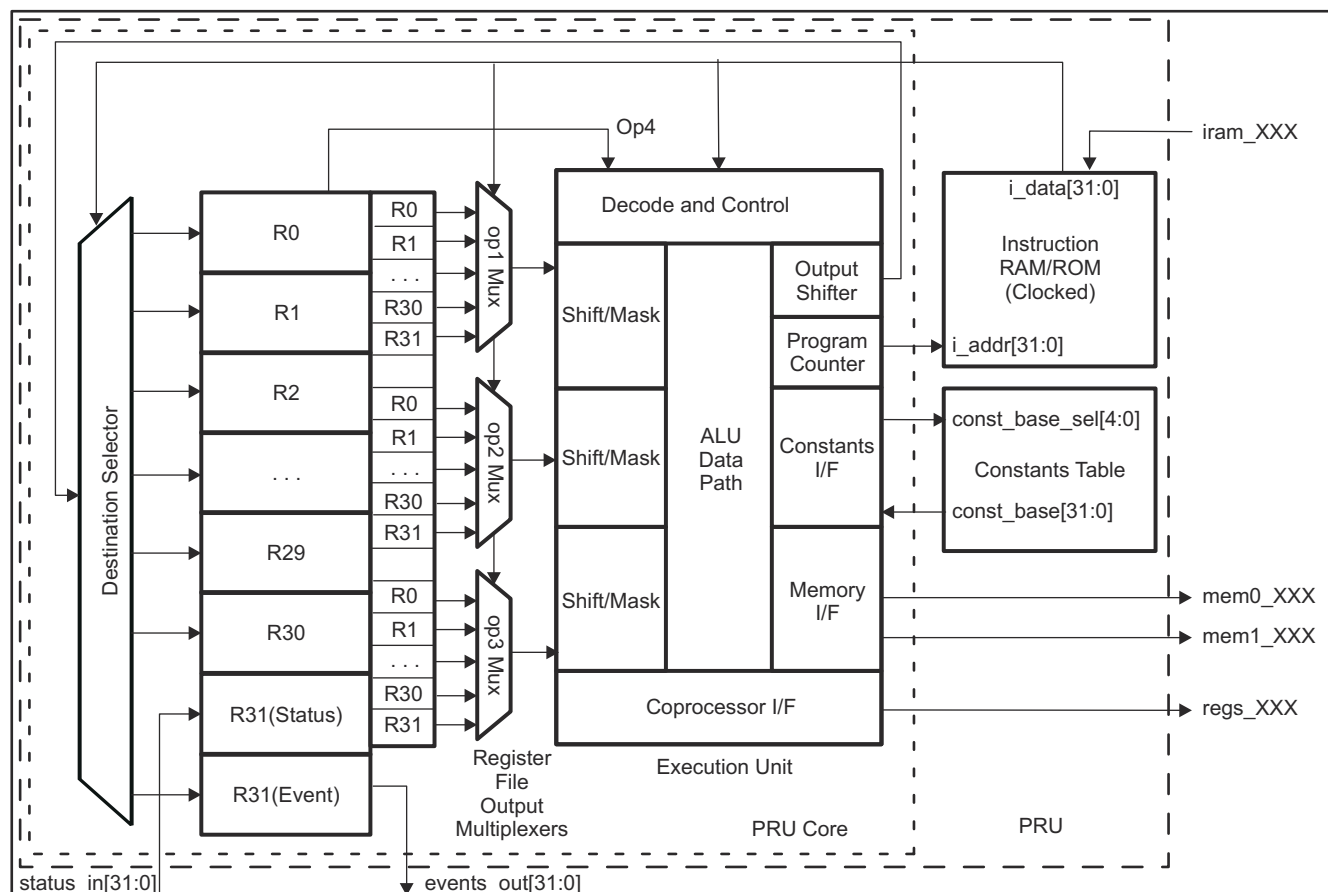 Op4
iram_XXX
Destination Selector
R0
R1
R2
. . .
R29
R30
R31(Status)
R31(Event)
R0
R1
. . .
R30
R31
R0
R1
. . .
R30
R31
R0
R1
. . .
R30
R31
op1 Mux
op2 Mux
op3 Mux
Register
File
Output
Multiplexers
Decode and Control
Shift/Mask
Shift/Mask
Shift/Mask
ALU
Data
Path
Output
Shifter
Program
Counter
Constants
I/F
Memory
I/F
Coprocessor I/F
Execution Unit
PRU Core
i_data[31:0]
Instruction
RAM/ROM
(Clocked)
i_addr[31:0]
const_base_sel[4:0]
Constants Table
const_base[31:0]
PRU
mem0_XXX
mem1_XXX
regs_XXX
status_in[31:0]
events_out[31:0]